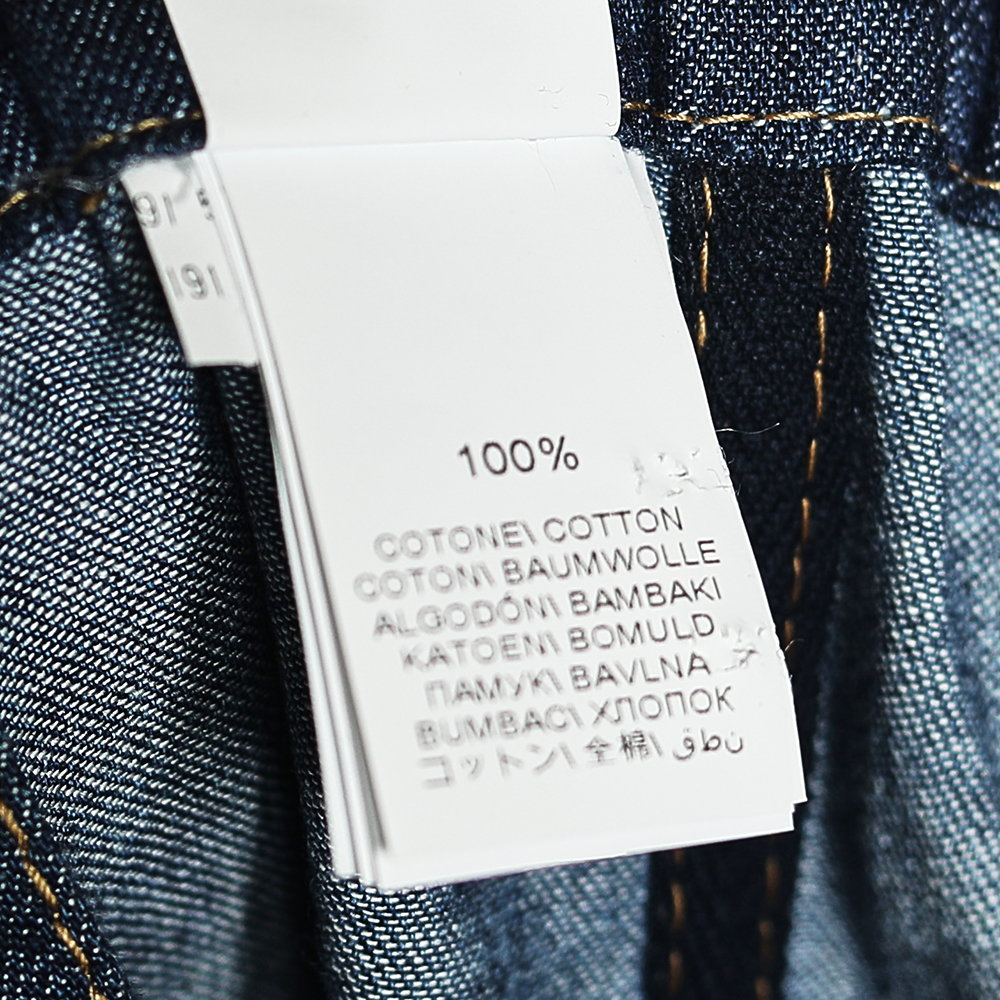 100%
COTONE\ COTTON
COTON\ BAUMWOLLE
ALGODÓN\ BAMBAKI
KATOEN\ BOMULD
ПАМУК\ BAVLNA
BUMBAC\ ХЛОПОК
コットン\ 全棉\ قطن